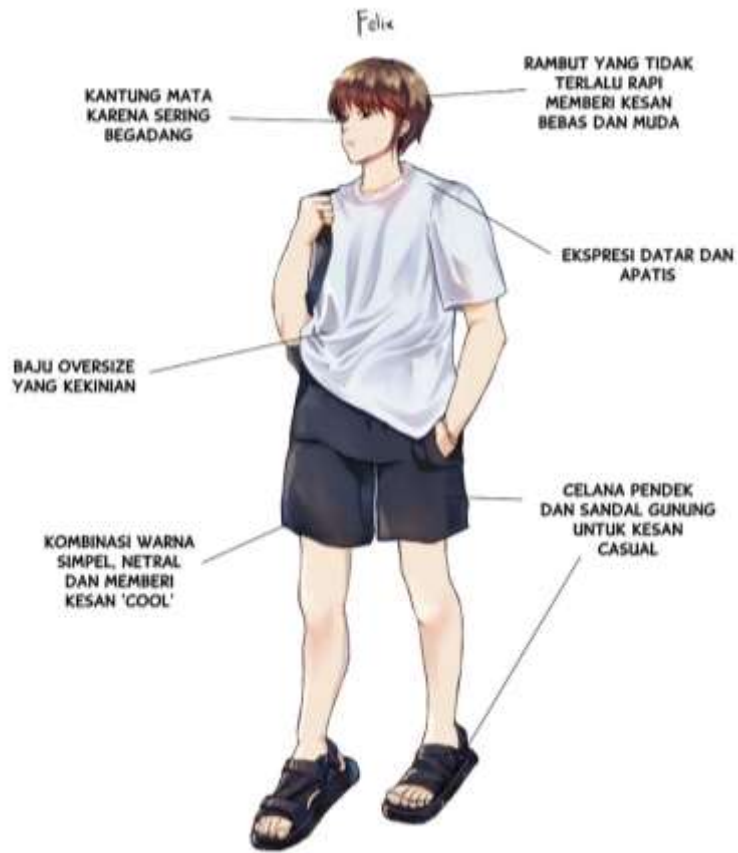 Felix
KANTUNG MATA
KARENA SERING
BEGADANG
RAMBUT YANG TIDAK
TERLALU RAPI
MEMBERI KESAN
BEBAS DAN MUDA
EKSPRESI DATAR DAN
APATIS
BAJU OVERSIZE
YANG KEKINIAN
CELANA PENDEK
DAN SANDAL GUNUNG
UNTUK KESAN
CASUAL
KOMBINASI WARNA
SIMPEL, NETRAL
DAN MEMBERI
KESAN 'COOL'